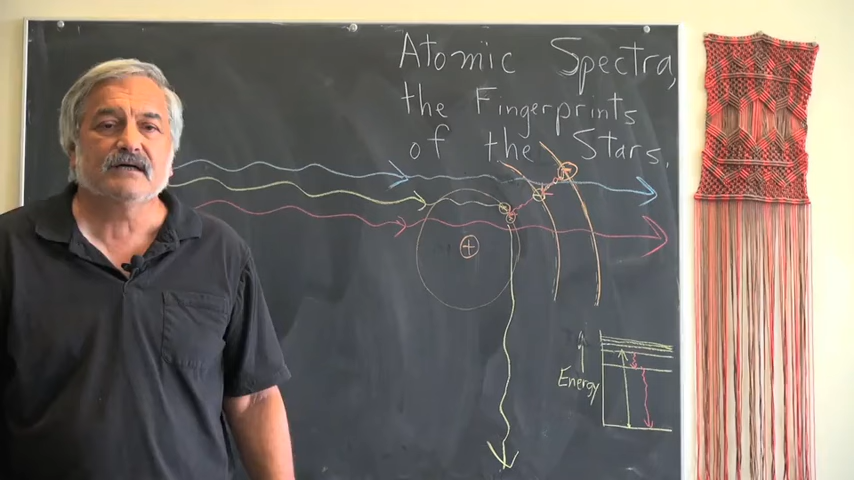 Atomic Spectra,
the Fingerprints
of the Stars.
+
Energy